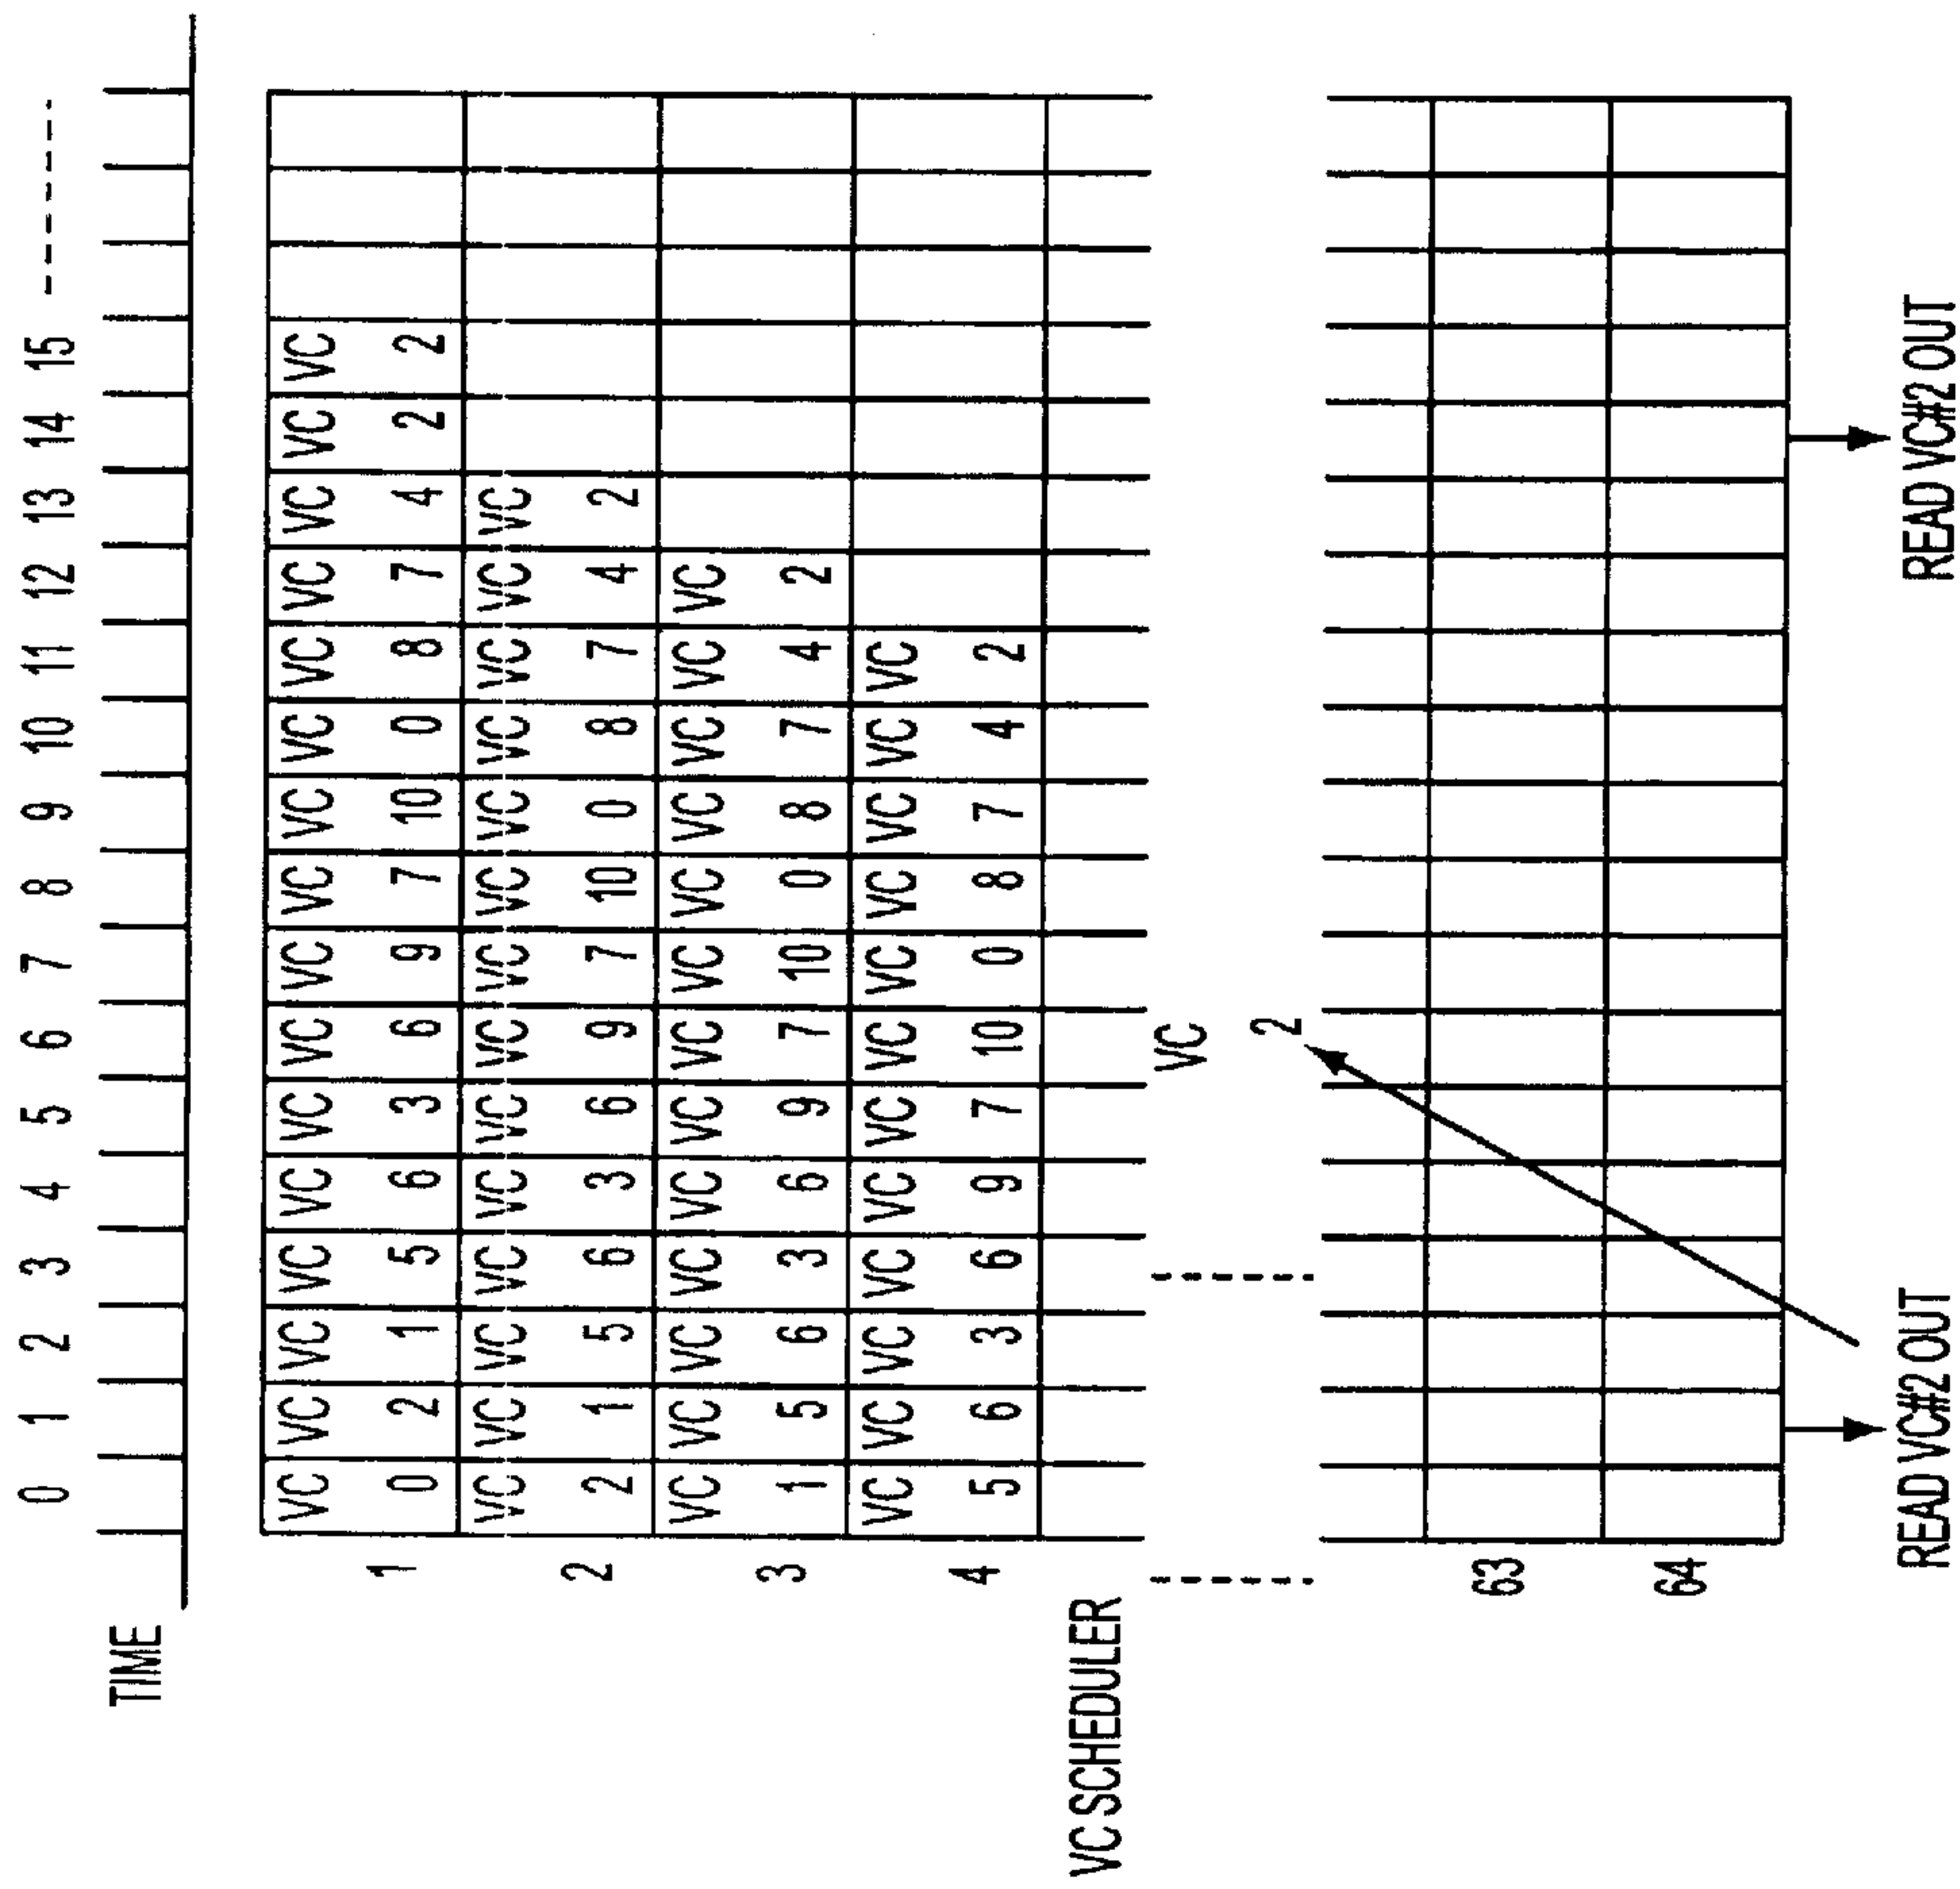 0 1 2 3 4 5 6 7 8 9 10 11 12 13 14 15
TIME
VC VC VC VC VC VC VC VC VC VC VC VC VC VC VC VC
1 0 2 1 5 6 3 6 9 7 10 0 8 7 4 2 2
VC VC VC VC VC VC VC VC VC VC VC VC VC VC
2 2 1 5 6 3 6 9 7 10 0 8 7 4 2
VC VC VC VC VC VC VC VC VC VC VC VC VC
3 1 5 6 3 6 9 7 10 0 8 7 4 2
VC VC VC VC VC VC VC VC VC VC VC VC
4 5 6 3 6 9 7 10 0 8 7 4 2
VC SCHEDULER
VC
2
63
64
READ VC#2 OUT READ VC#2 OUT